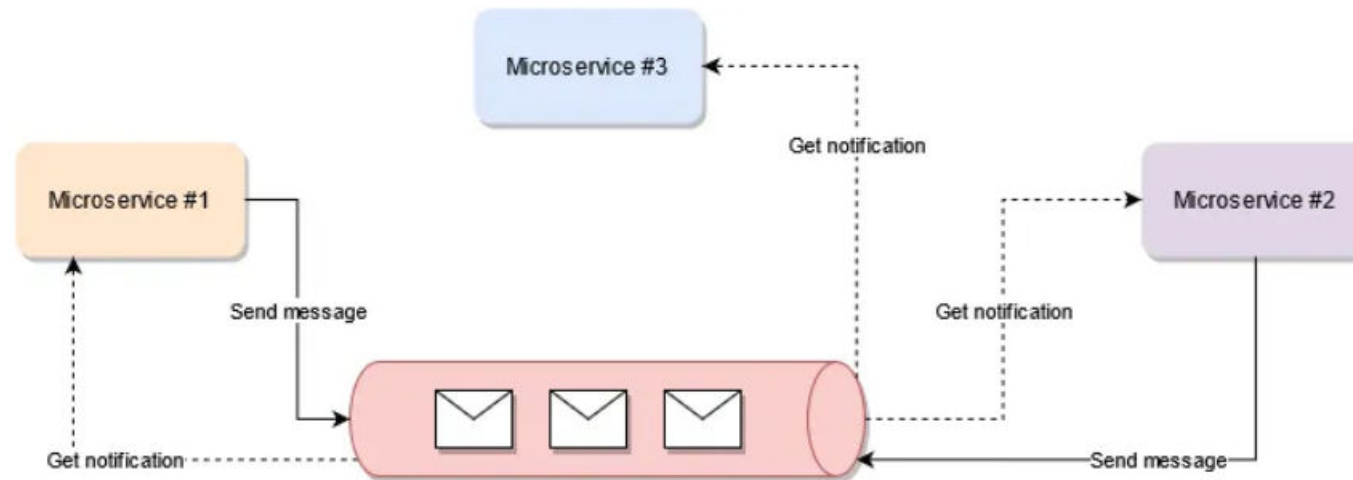 Microservice #3
Get notification
Microservice #1
Microservice #2
Send message
Get notification
Get notification
Send message